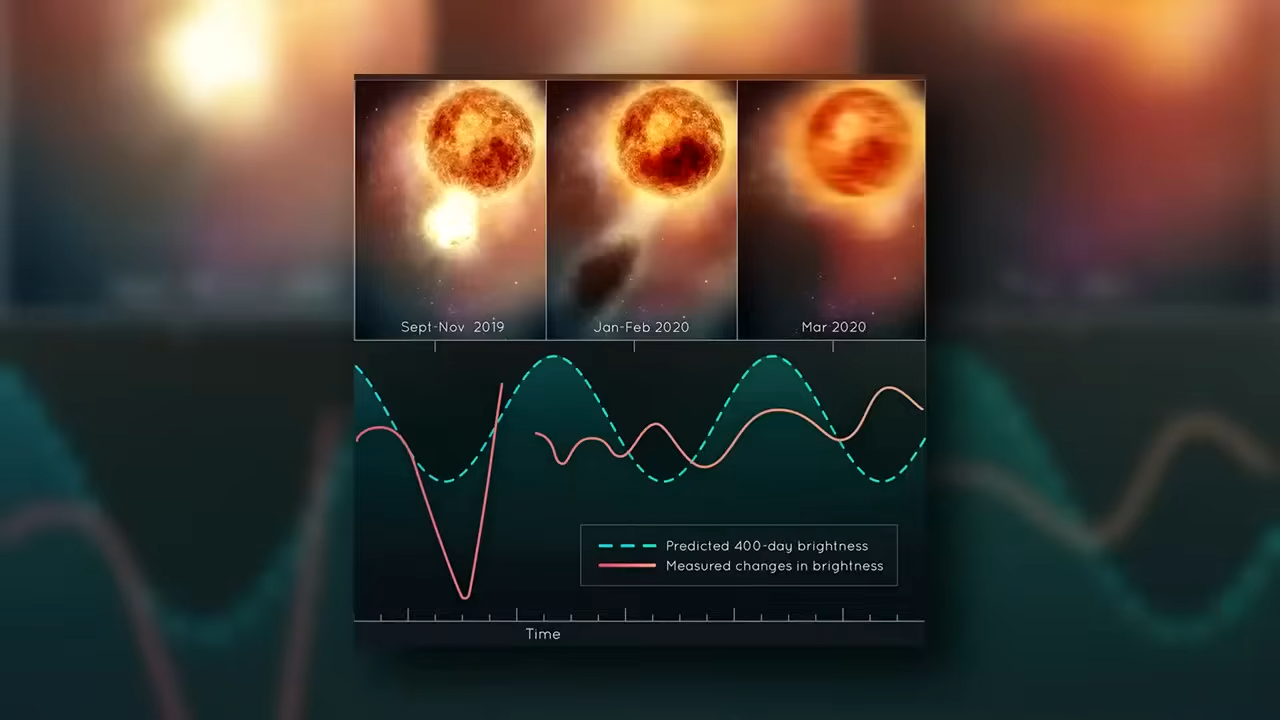 Sept-Nov 2019
Jan-Feb 2020
Mar 2020
Predicted 400-day brightness
Measured changes in brightness
Time